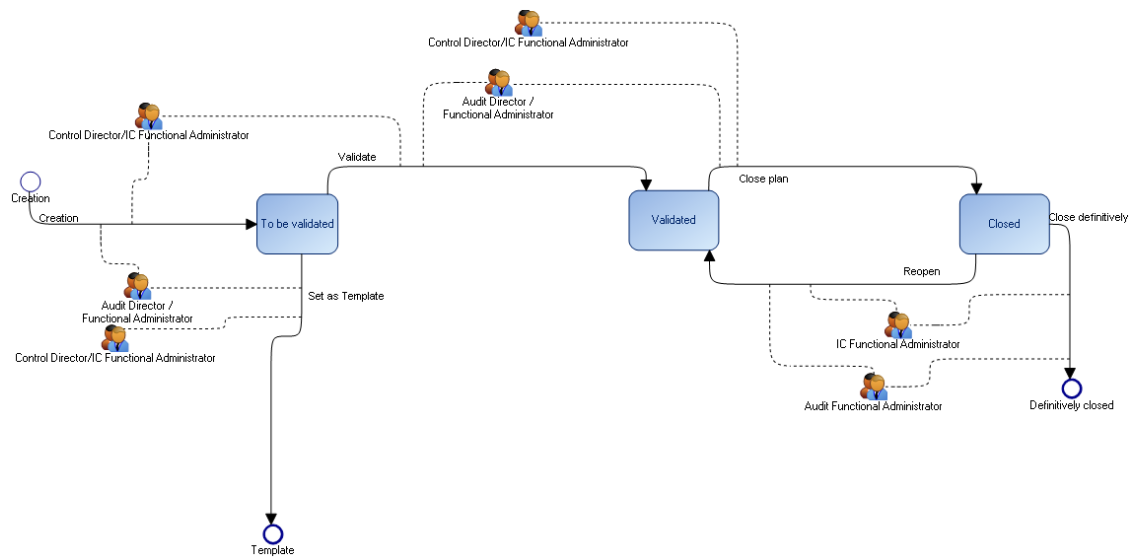 Control Director/IC Functional Administrator
Audit Director /
Functional Administrator
Control Director/IC Functional Administrator
Validate
Close plan
Creation
Creation
To be validated
Validated
Closed
Close definitively
Reopen
Set as Template
Audit Director /
Functional Administrator
Control Director/IC Functional Administrator
IC Functional Administrator
Audit Functional Administrator
Definitively closed
Template